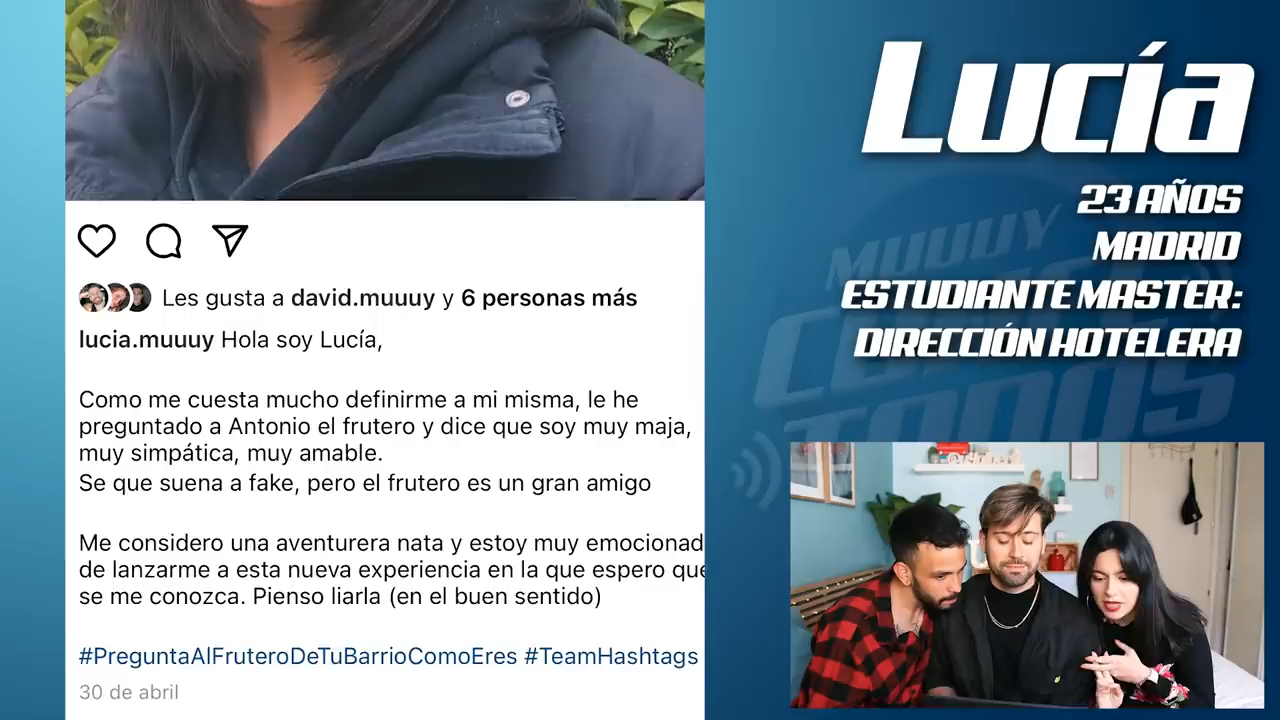 Les gusta a david.muuuy y 6 personas más
lucia.muuuy Hola soy Lucía,
Como me cuesta mucho definirme a mi misma, le he
preguntado a Antonio el frutero y dice que soy muy maja,
muy simpática, muy amable.
Se que suena a fake, pero el frutero es un gran amigo
Me considero una aventurera nata y estoy muy emocionad
de lanzarme a esta nueva experiencia en la que espero que
se me conozca. Pienso liarla (en el buen sentido)
#PreguntaAlFruteroDeTuBarrioComoEres #TeamHashtags
30 de abril
Lucía
23 AÑOS
MADRID
ESTUDIANTE MASTER:
DIRECCIÓN HOTELERA
MUUUY
TODOS